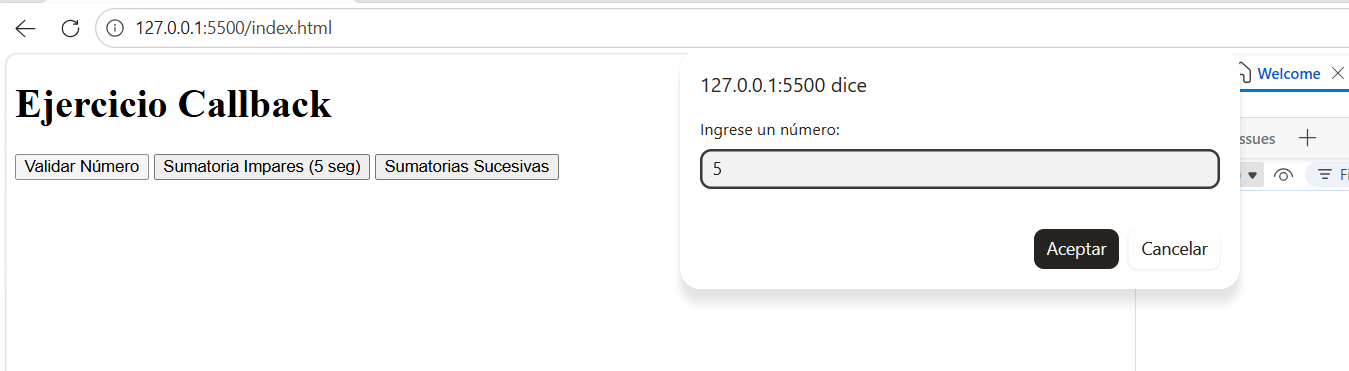 127.0.0.1:5500/index.html
Ejercicio Callback
Validar Número Sumatoria Impares (5 seg) Sumatorias Sucesivas
127.0.0.1:5500 dice
Ingrese un número:
5
Aceptar Cancelar
Welcome
ssues
Fi